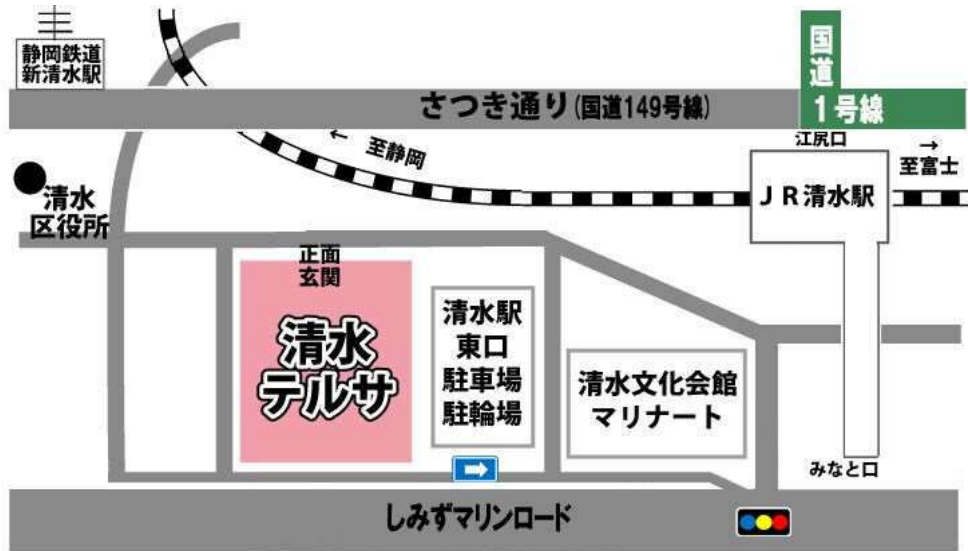 静岡鉄道
新清水駅
国道
1号線
さつき通り(国道149号線)
← 至静岡
江尻口
→
至富士
JR清水駅
清水
区役所
正面
玄関
清水
テルサ
清水駅
東口
駐車場
駐輪場
清水文化会館
マリナート
みなと口
➡
しみずマリンロード